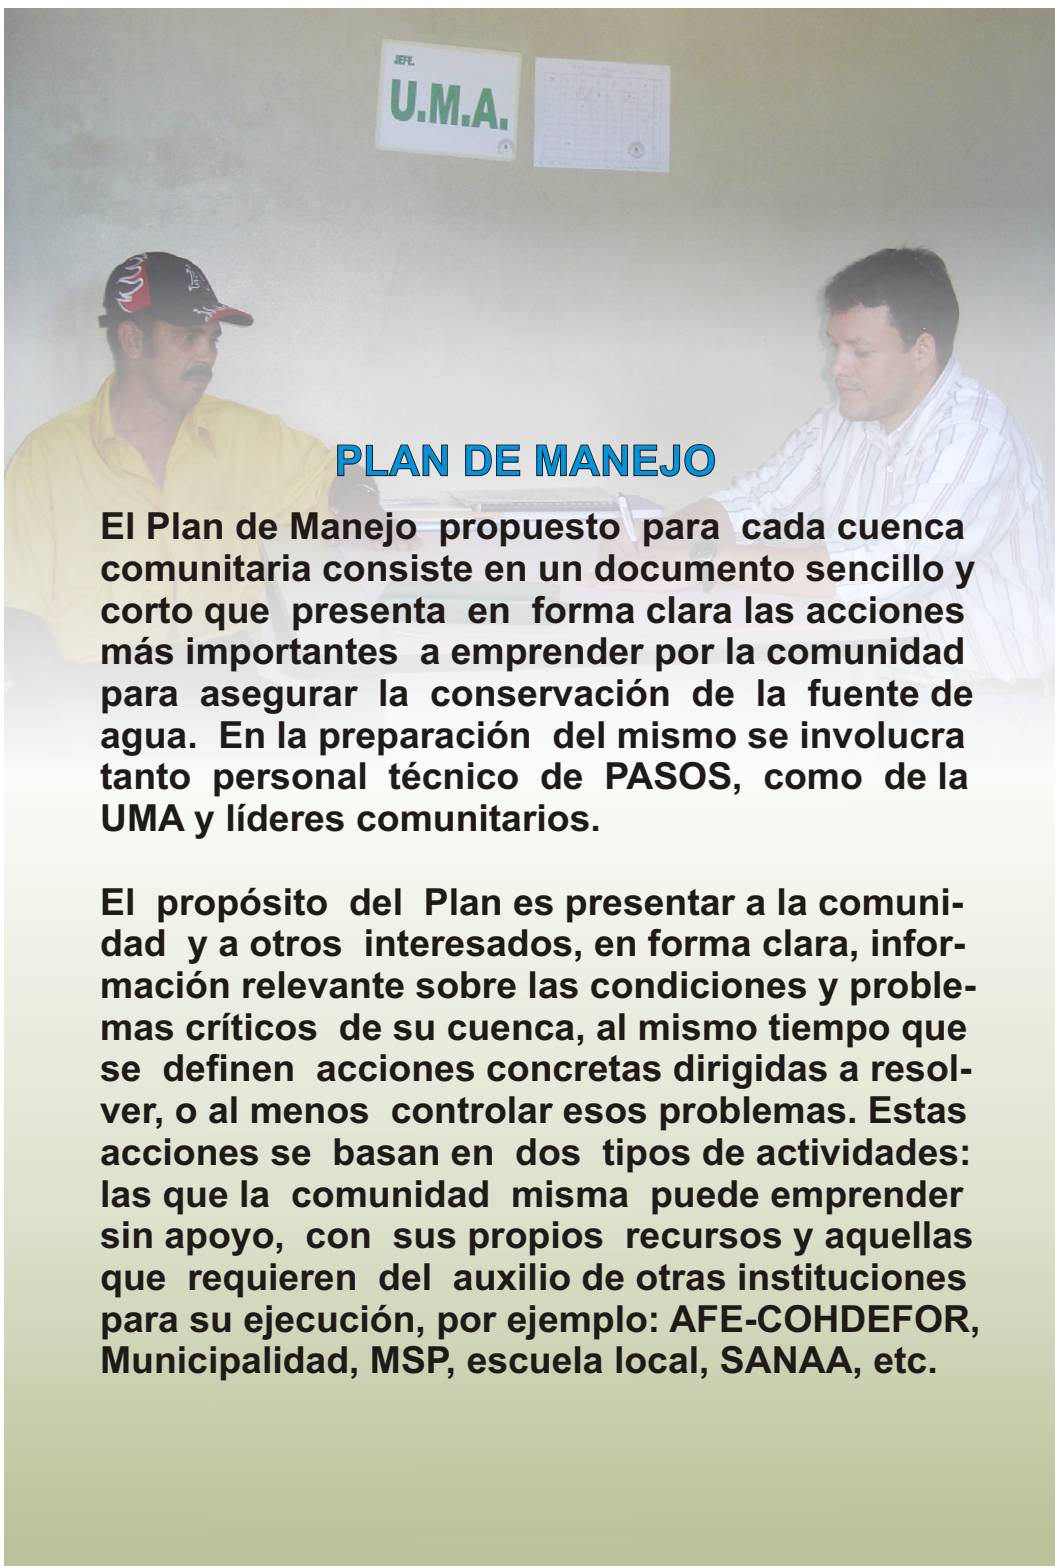 JEFE.
U.M.A.
PLAN DE MANEJO
El Plan de Manejo propuesto para cada cuenca
comunitaria consiste en un documento sencillo y
corto que presenta en forma clara las acciones
más importantes a emprender por la comunidad
para asegurar la conservación de la fuente de
agua. En la preparación del mismo se involucra
tanto personal técnico de PASOS, como de la
UMA y líderes comunitarios.
El propósito del Plan es presentar a la comuni-
dad y a otros interesados, en forma clara, infor-
mación relevante sobre las condiciones y proble-
mas críticos de su cuenca, al mismo tiempo que
se definen acciones concretas dirigidas a resol-
ver, o al menos controlar esos problemas. Estas
acciones se basan en dos tipos de actividades:
las que la comunidad misma puede emprender
sin apoyo, con sus propios recursos y aquellas
que requieren del auxilio de otras instituciones
para su ejecución, por ejemplo: AFE-COHDEFOR,
Municipalidad, MSP, escuela local, SANAA, etc.